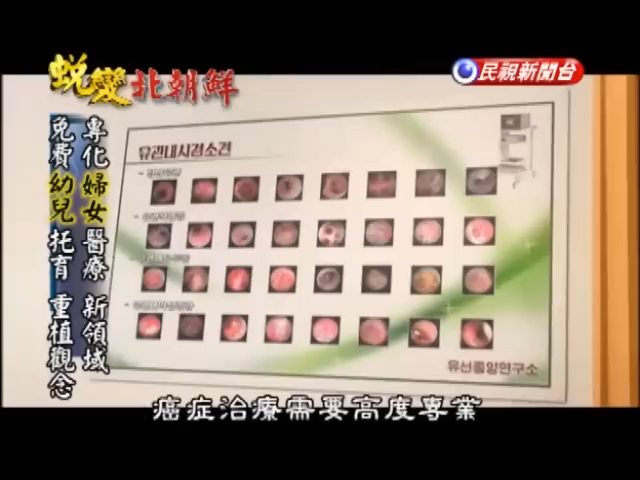 蛻變北朝鮮
民視新聞台
專化婦女醫療 新領域
免費幼兒托育 重植觀念
유관내시경소견
유선종양연구소
癌症治療需要高度專業